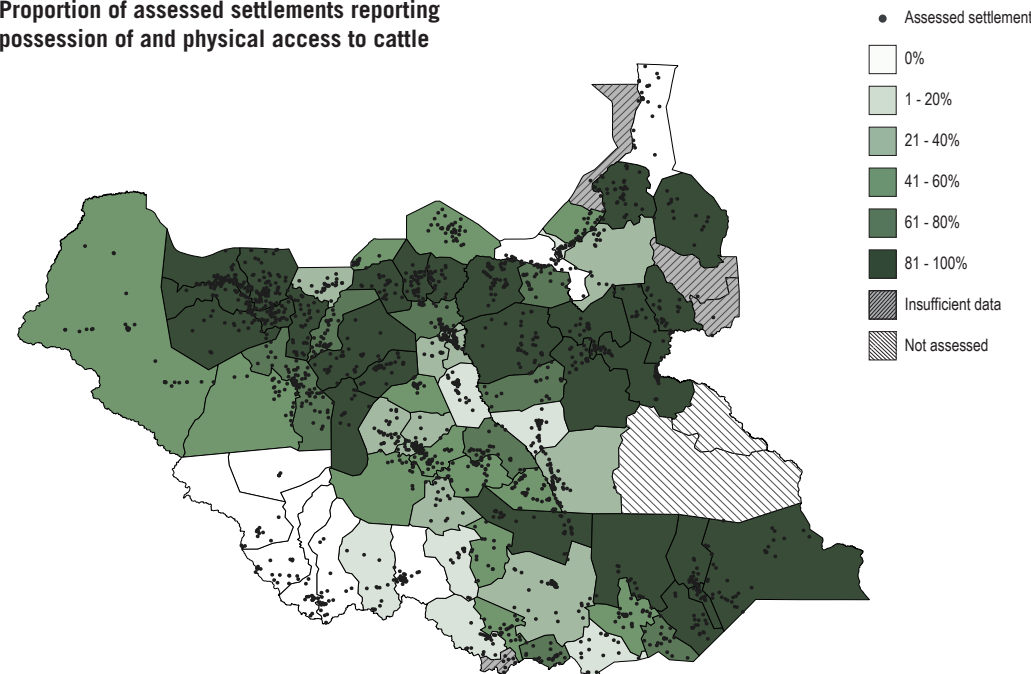 Proportion of assessed settlements reporting
possession of and physical access to cattle
Assessed settlement
0%
1 - 20%
21 - 40%
41 - 60%
61 - 80%
81 - 100%
Insufficient data
Not assessed